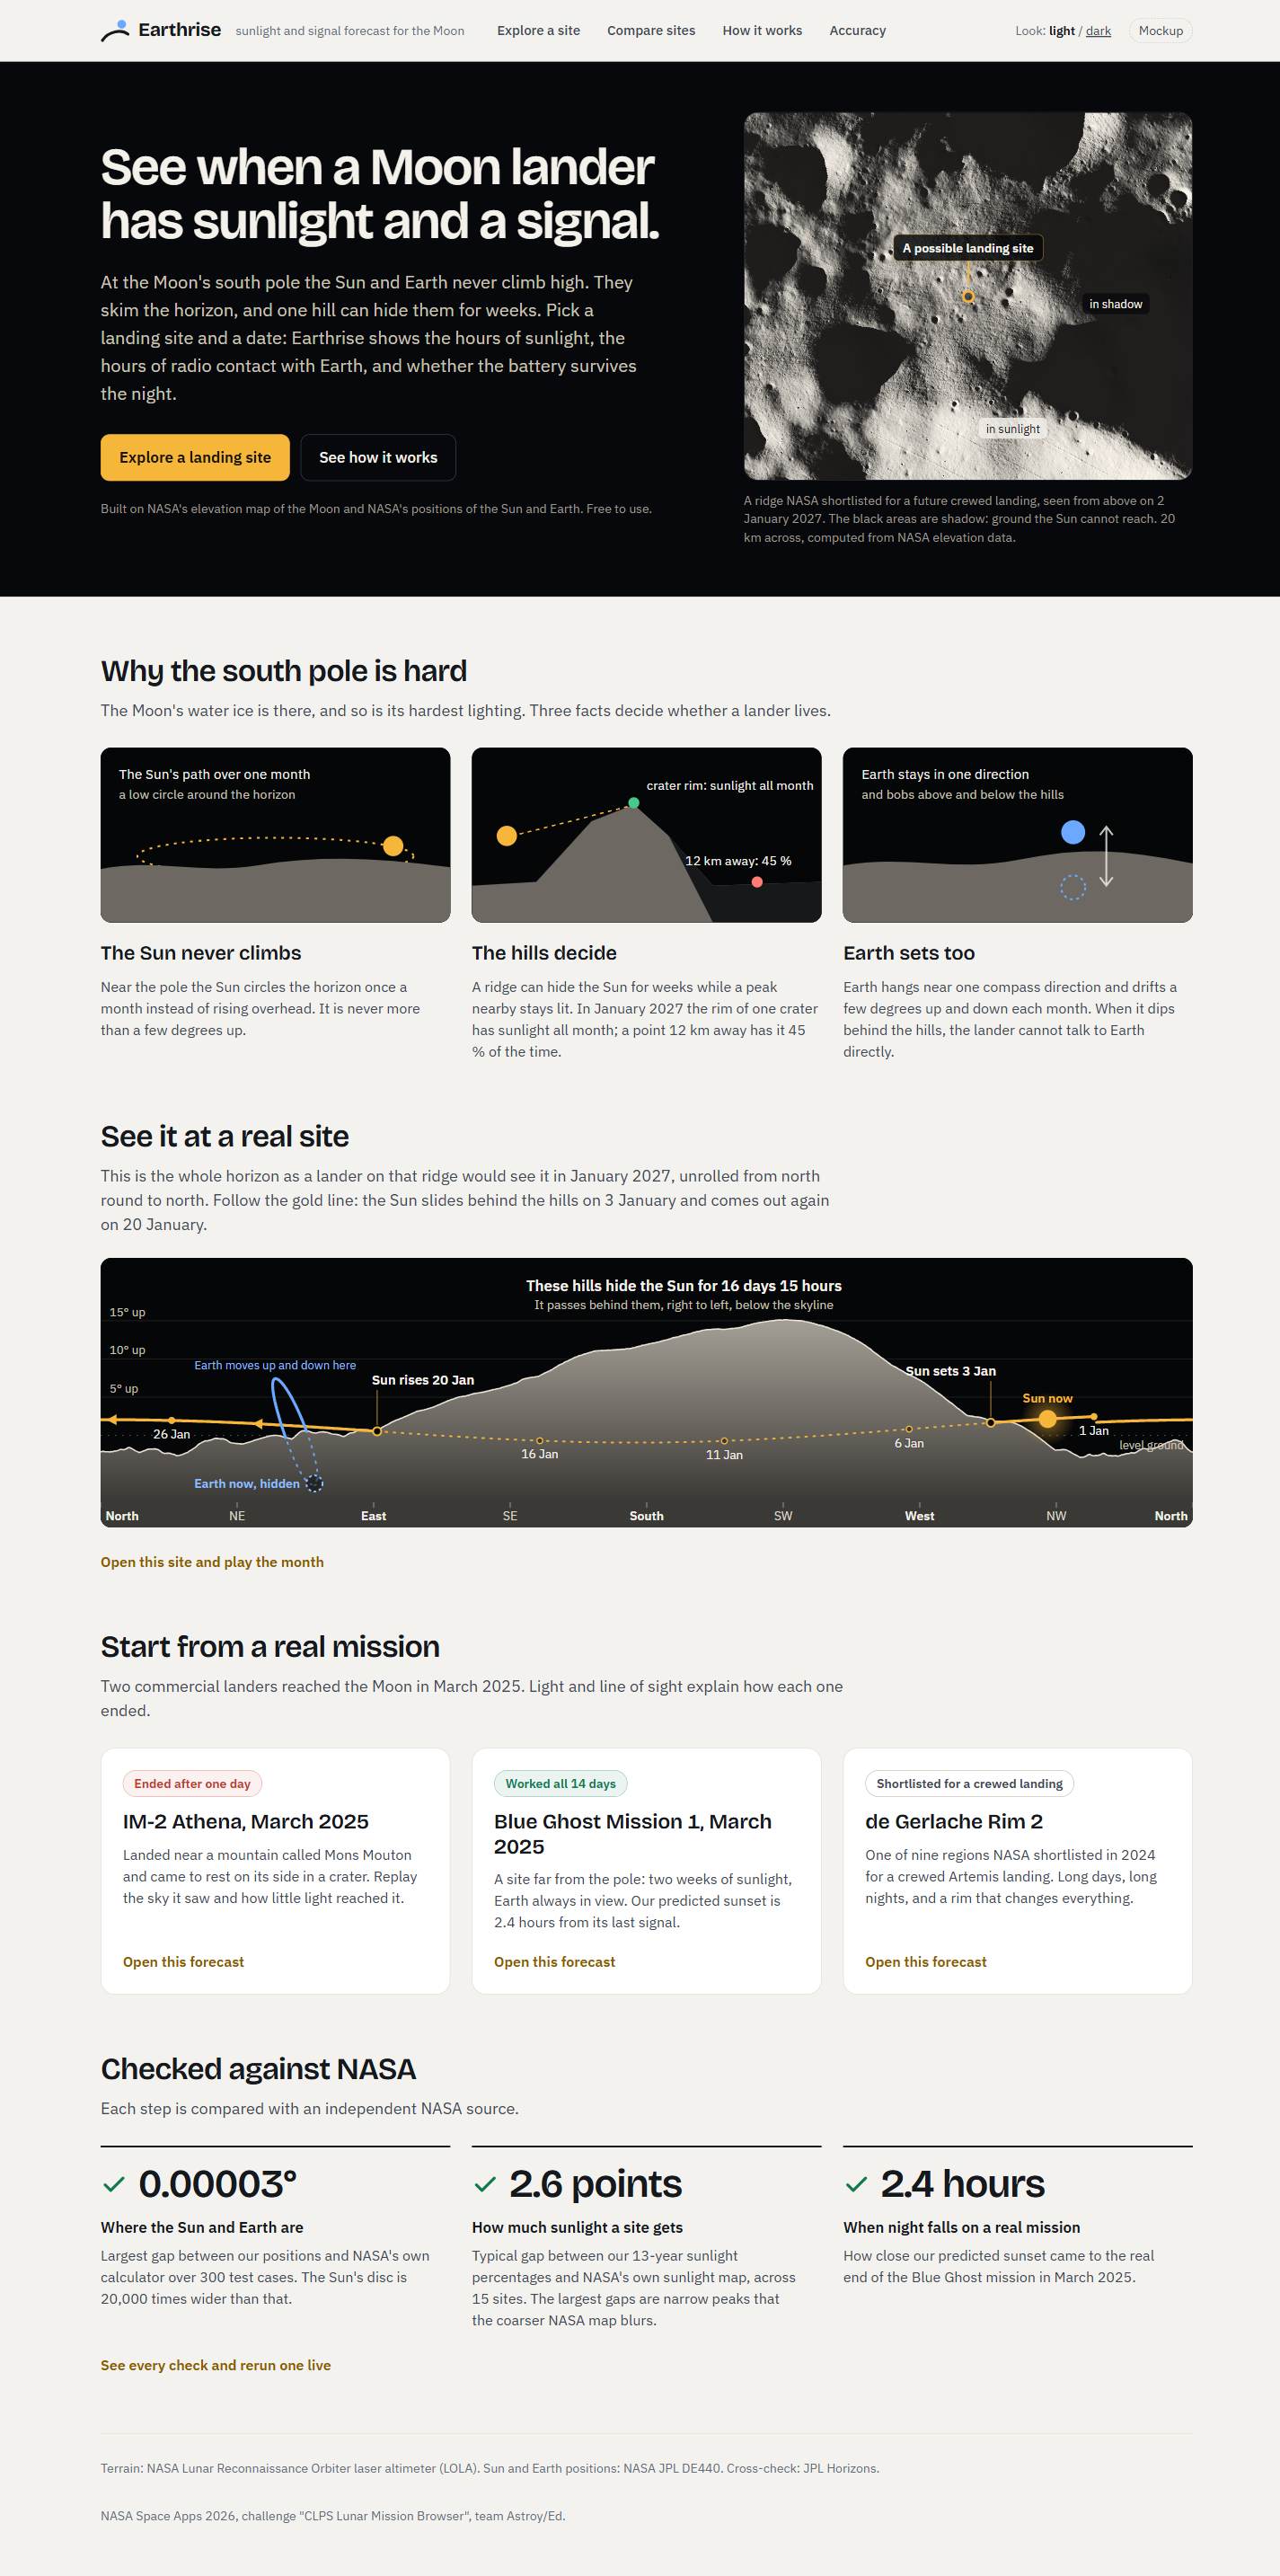 Earthrise
sunlight and signal forecast for the Moon
Explore a site
Compare sites
How it works
Accuracy
Look: light / dark
Mockup
See when a Moon lander
has sunlight and a signal.
At the Moon's south pole the Sun and Earth never climb high. They
skim the horizon, and one hill can hide them for weeks. Pick a
landing site and a date: Earthrise shows the hours of sunlight, the
hours of radio contact with Earth, and whether the battery survives
the night.
Explore a landing site
See how it works
Built on NASA's elevation map of the Moon and NASA's positions of the Sun and Earth. Free to use.
A possible landing site
in shadow
in sunlight
A ridge NASA shortlisted for a future crewed landing, seen from above on 2
January 2027. The black areas are shadow: ground the Sun cannot reach. 20
km across, computed from NASA elevation data.
Why the south pole is hard
The Moon's water ice is there, and so is its hardest lighting. Three facts decide whether a lander lives.
The Sun's path over one month
a low circle around the horizon
The Sun never climbs
Near the pole the Sun circles the horizon once a
month instead of rising overhead. It is never more
than a few degrees up.
crater rim: sunlight all month
12 km away: 45 %
The hills decide
A ridge can hide the Sun for weeks while a peak
nearby stays lit. In January 2027 the rim of one crater
has sunlight all month; a point 12 km away has it 45
% of the time.
Earth stays in one direction
and bobs above and below the hills
Earth sets too
Earth hangs near one compass direction and drifts a
few degrees up and down each month. When it dips
behind the hills, the lander cannot talk to Earth
directly.
See it at a real site
This is the whole horizon as a lander on that ridge would see it in January 2027, unrolled from north
round to north. Follow the gold line: the Sun slides behind the hills on 3 January and comes out again
on 20 January.
These hills hide the Sun for 16 days 15 hours
It passes behind them, right to left, below the skyline
15° up
10° up
5° up
Earth moves up and down here
Sun rises 20 Jan
Sun sets 3 Jan
Sun now
26 Jan
16 Jan
11 Jan
6 Jan
1 Jan
level ground
Earth now, hidden
North
NE
East
SE
South
SW
West
NW
North
Open this site and play the month
Start from a real mission
Two commercial landers reached the Moon in March 2025. Light and line of sight explain how each one
ended.
Ended after one day
IM-2 Athena, March 2025
Landed near a mountain called Mons Mouton
and came to rest on its side in a crater. Replay
the sky it saw and how little light reached it.
Open this forecast
Worked all 14 days
Blue Ghost Mission 1, March
2025
A site far from the pole: two weeks of sunlight,
Earth always in view. Our predicted sunset is
2.4 hours from its last signal.
Open this forecast
Shortlisted for a crewed landing
de Gerlache Rim 2
One of nine regions NASA shortlisted in 2024
for a crewed Artemis landing. Long days, long
nights, and a rim that changes everything.
Open this forecast
Checked against NASA
Each step is compared with an independent NASA source.
0.00003°
Where the Sun and Earth are
Largest gap between our positions and NASA's own
calculator over 300 test cases. The Sun's disc is
20,000 times wider than that.
2.6 points
How much sunlight a site gets
Typical gap between our 13-year sunlight
percentages and NASA's own sunlight map, across
15 sites. The largest gaps are narrow peaks that
the coarser NASA map blurs.
2.4 hours
When night falls on a real mission
How close our predicted sunset came to the real
end of the Blue Ghost mission in March 2025.
See every check and rerun one live
Terrain: NASA Lunar Reconnaissance Orbiter laser altimeter (LOLA). Sun and Earth positions: NASA JPL DE440. Cross-check: JPL Horizons.
NASA Space Apps 2026, challenge "CLPS Lunar Mission Browser", team Astroy/Ed.